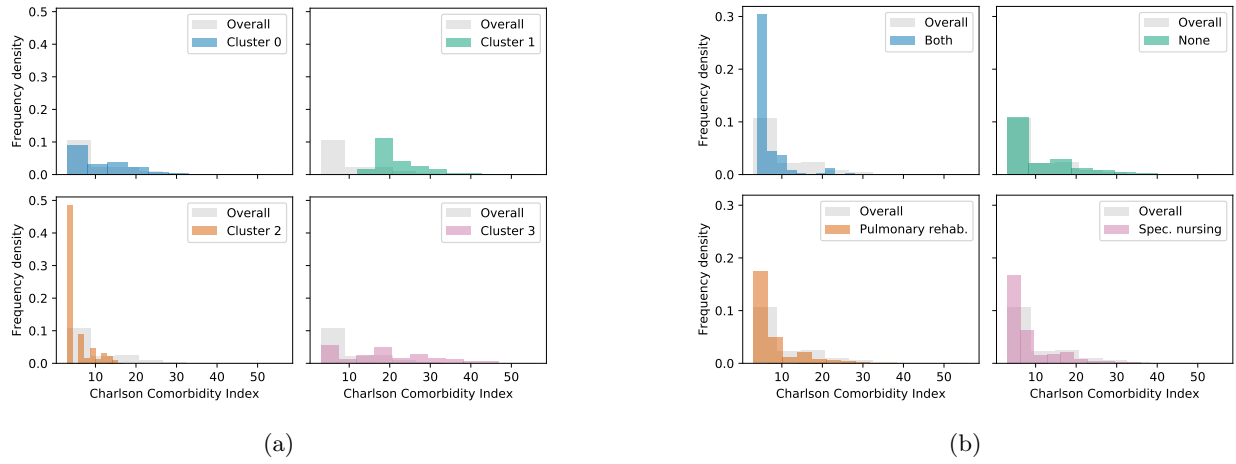 0.5
0.4
0.3
0.2
0.1
0.0
Frequency density
Overall
Cluster 0
Overall
Cluster 1
0.5
0.4
0.3
0.2
0.1
0.0
Frequency density
Overall
Cluster 2
10 20 30 40 50
Charlson Comorbidity Index
Overall
Cluster 3
10 20 30 40 50
Charlson Comorbidity Index
(a)
0.3
0.2
0.1
0.0
Frequency density
Overall
Both
Overall
None
0.3
0.2
0.1
0.0
Frequency density
Overall
Pulmonary rehab.
10 20 30 40 50
Charlson Comorbidity Index
Overall
Spec. nursing
10 20 30 40 50
Charlson Comorbidity Index
(b)